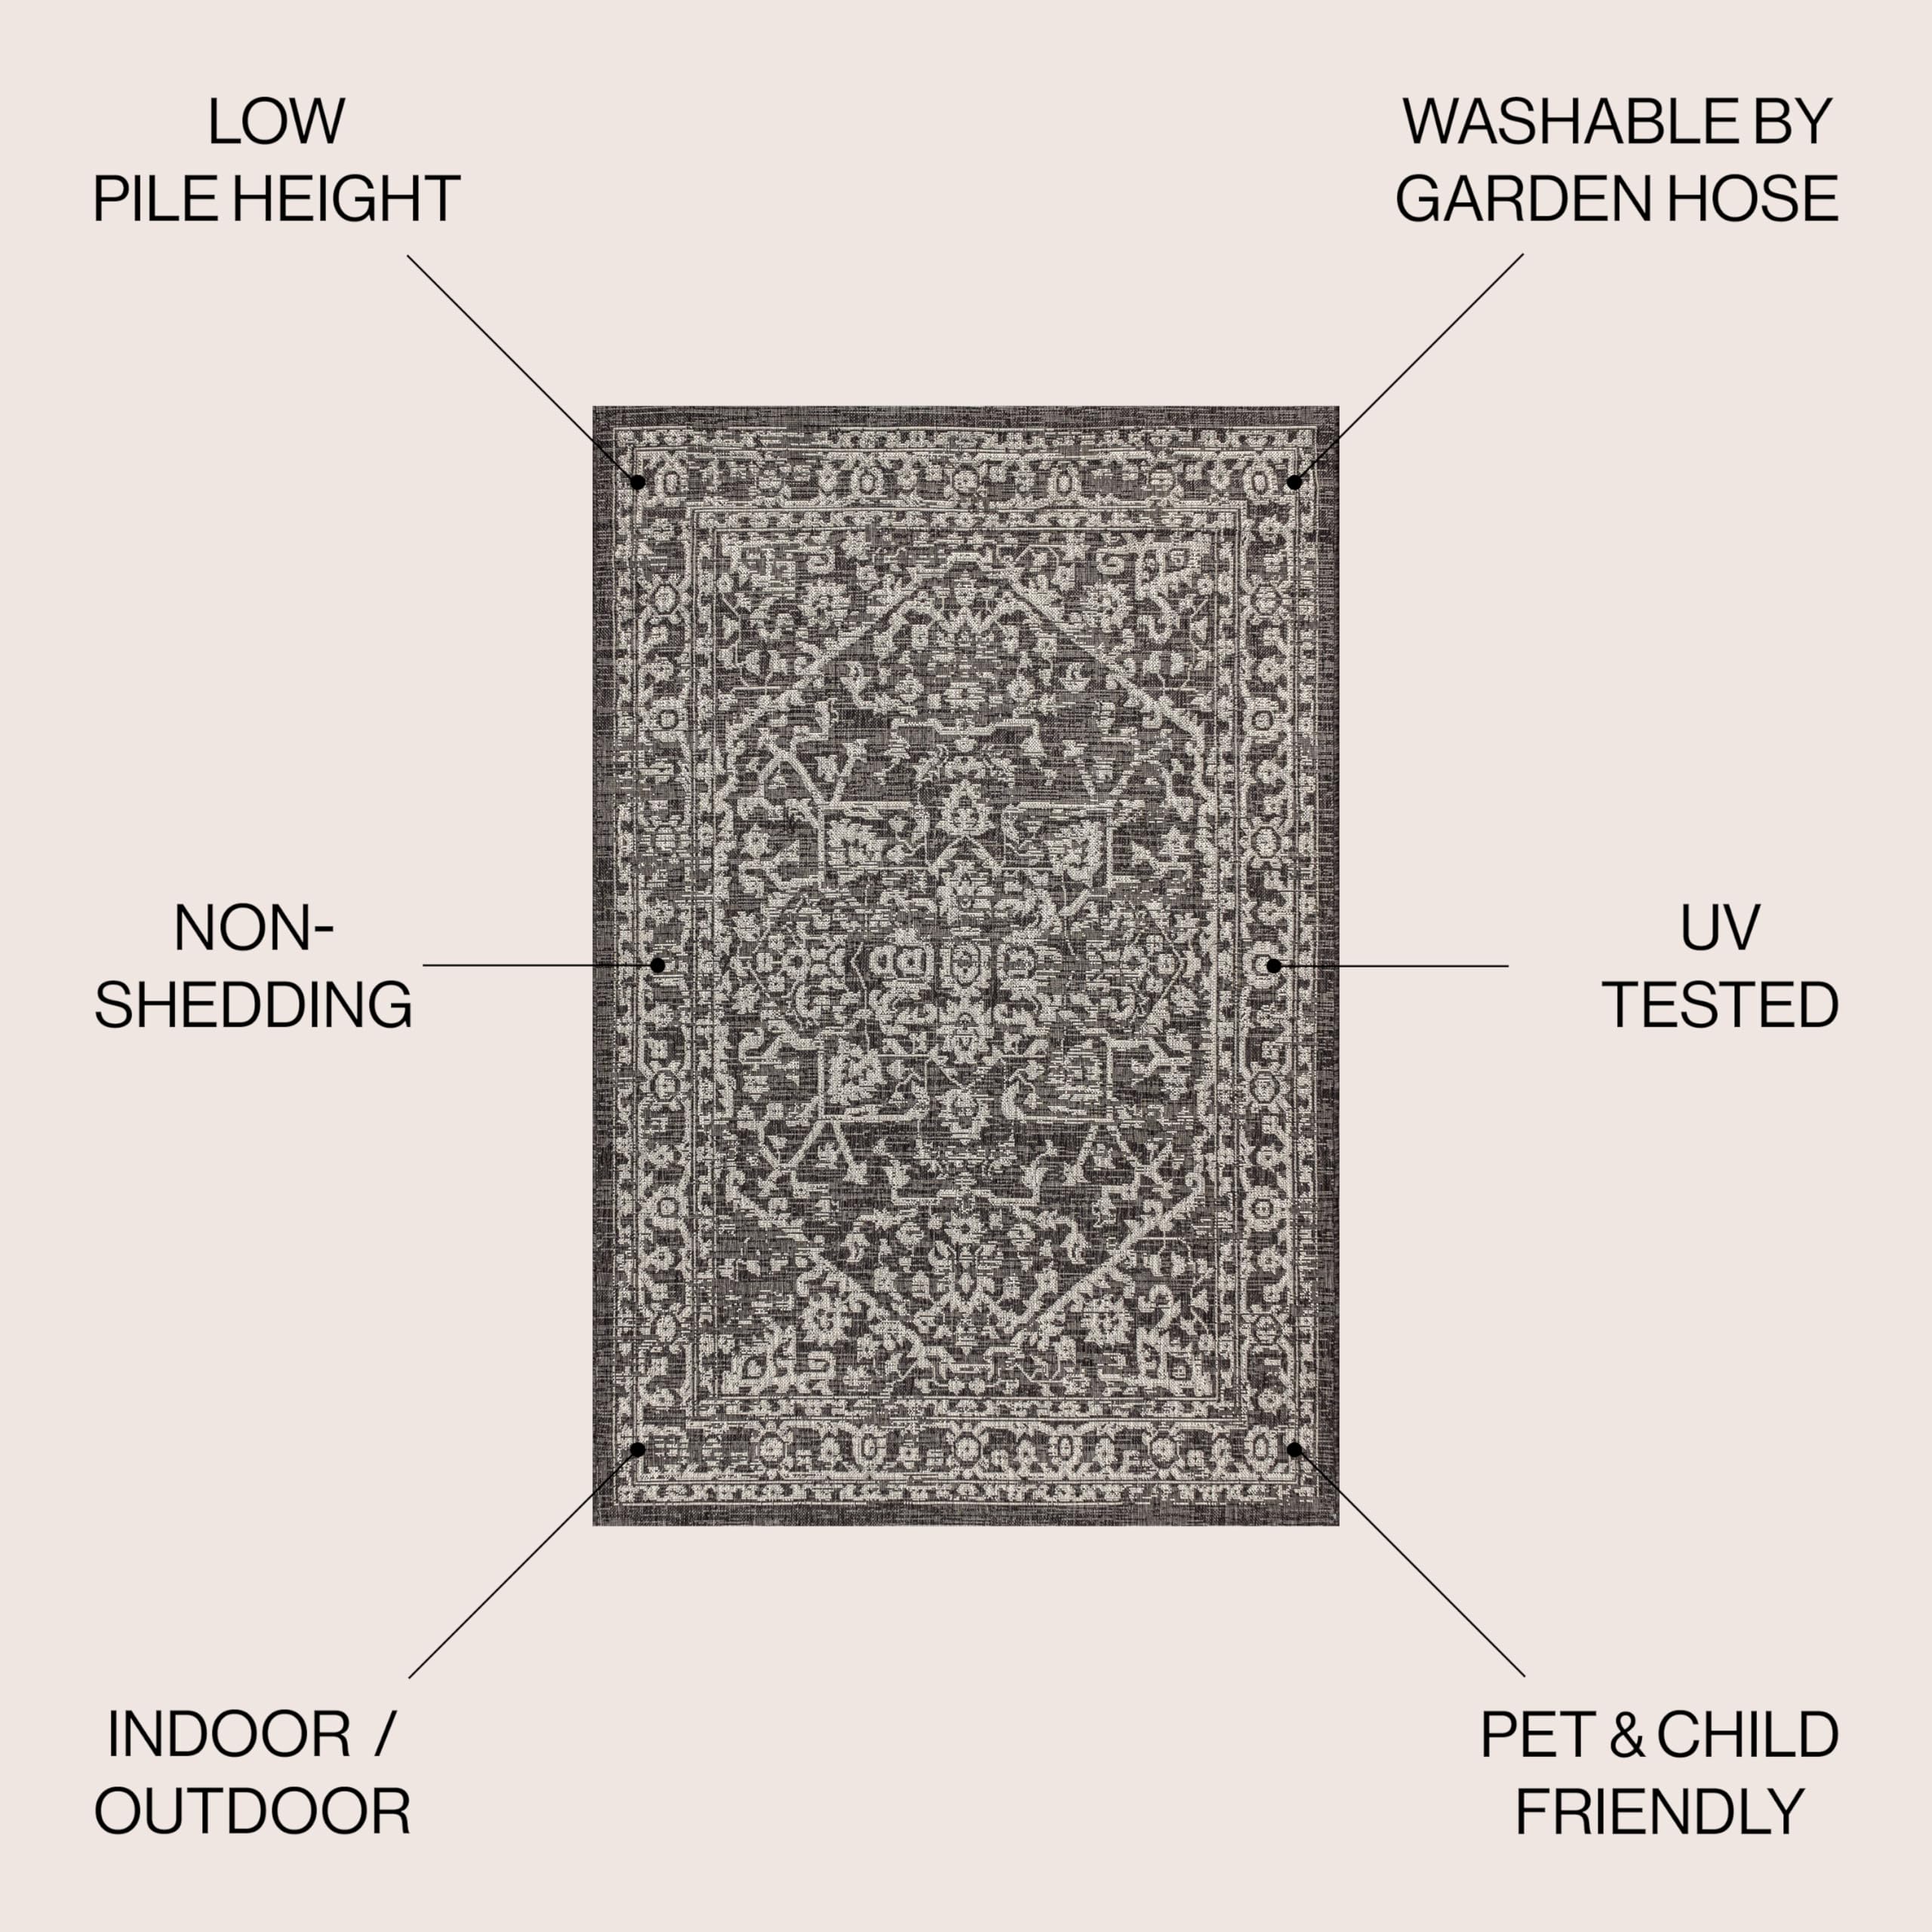 LOW
PILE HEIGHT
WASHABLE BY
GARDEN HOSE
NON-
SHEDDING
UV
TESTED
INDOOR /
OUTDOOR
PET & CHILD
FRIENDLY